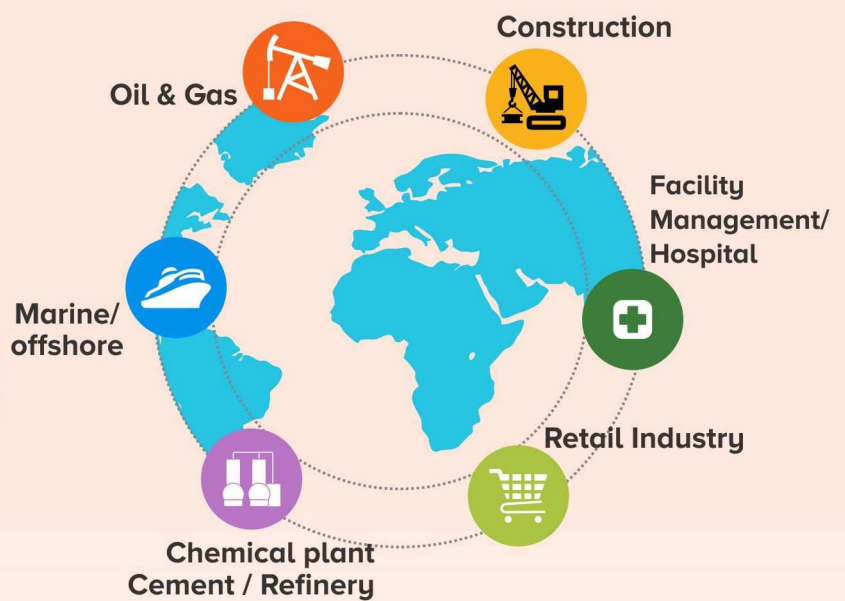 Construction
Oil & Gas
Facility
Management/
Hospital
Marine/
offshore
Retail Industry
Chemical plant
Cement / Refinery